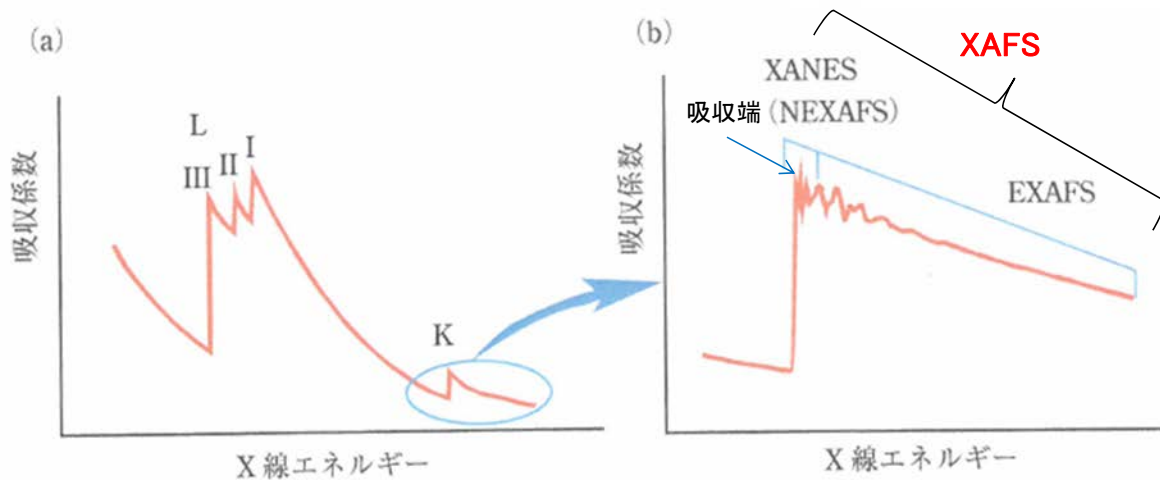 (a)
L
III II I
K
吸収係数
X 線エネルギー
(b)
XAFS
XANES
吸収端 (NEXAFS)
EXAFS
吸収係数
X 線エネルギー